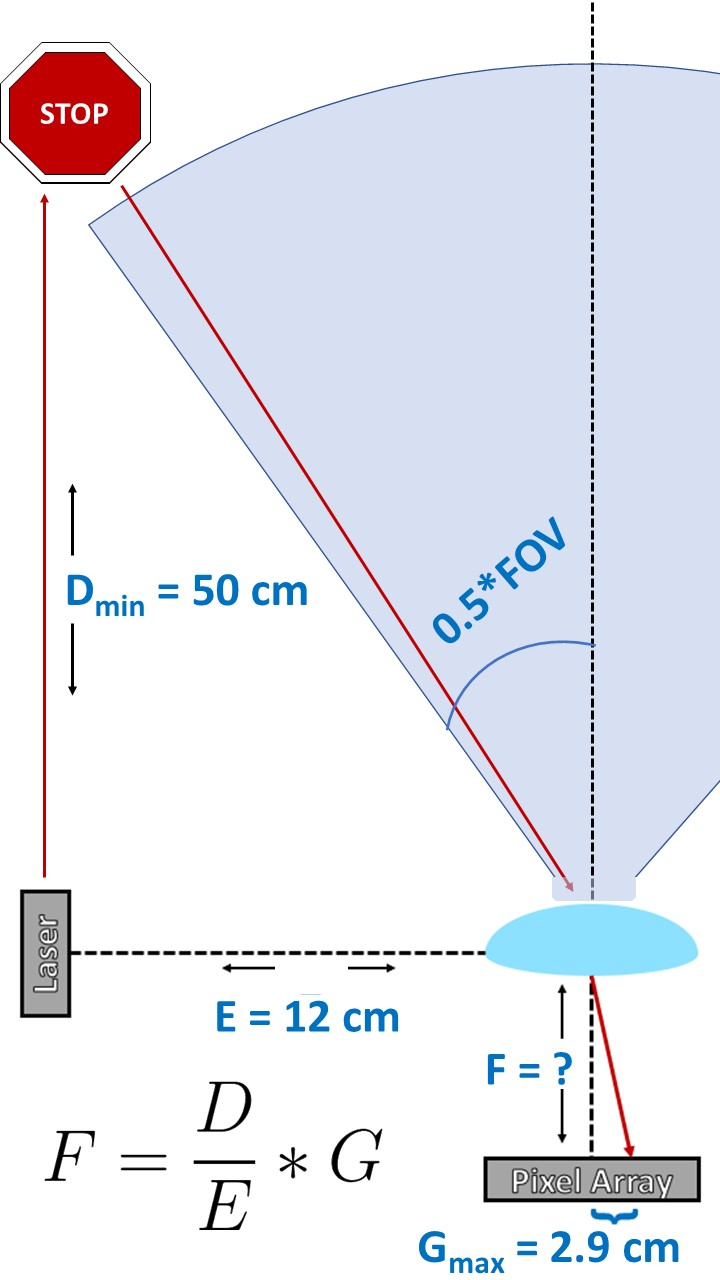 STOP
0.5*FOV
Dmin = 50 cm
Laser
E = 12 cm
F = ?
F = D/E * G
Pixel Array
Gmax = 2.9 cm